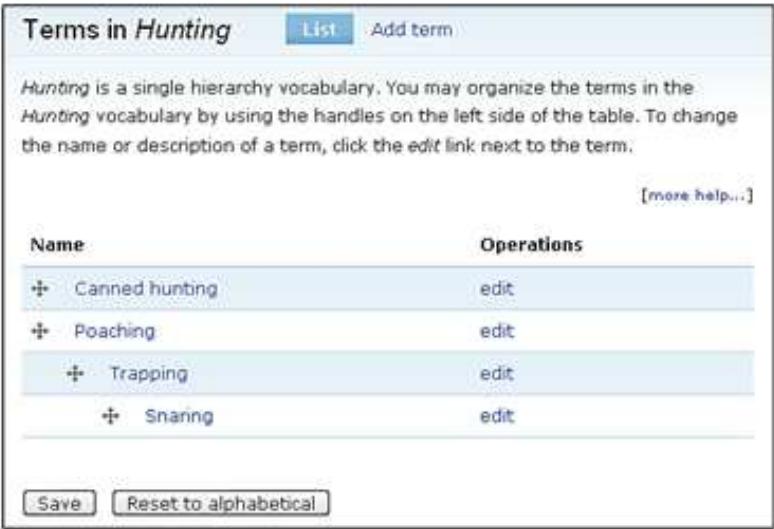 Terms in Hunting List Add term
Hunting is a single hierarchy vocabulary. You may organize the terms in the
Hunting vocabulary by using the handles on the left side of the table. To change
the name or description of a term, click the edit link next to the term.
[more help...]
Name Operations
Canned hunting edit
Poaching edit
Trapping edit
Snaring edit
Save Reset to alphabetical